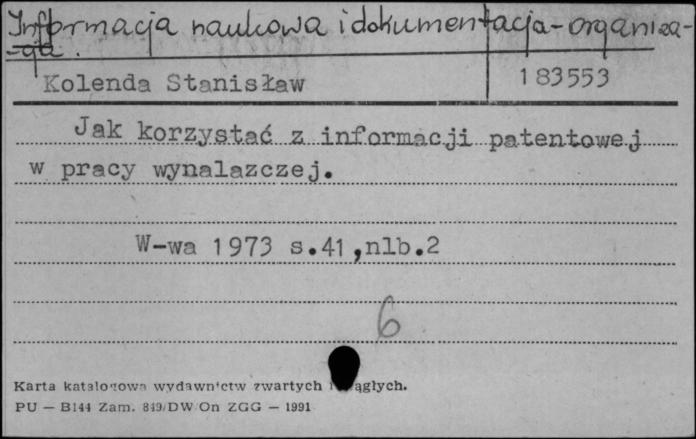 Informacja naukowa i dokumentacja - organiza-
cja.
Kolenda Stanisław
183553
Jak korzystać z informacji patentowej
w pracy wynalazczej.
W-wa 1973 s.41,nlb.2
6
Karta katalogowa wydawnictw zwartych i ciągłych.
PU — B144 Zam. 849/DW/On ZGG — 1991